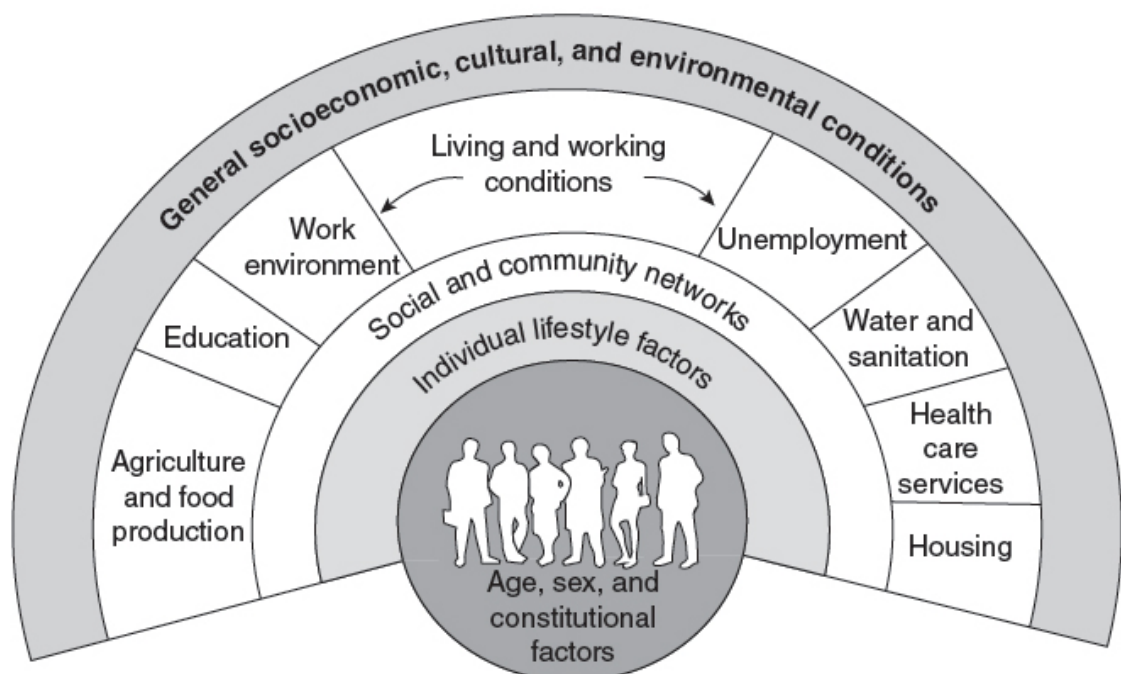 General socioeconomic, cultural, and environmental conditions
Living and working
conditions
Work
environment
Unemployment
Education
Water and
sanitation
Agriculture
and food
production
Health
care
services
Housing
Social and community networks
Individual lifestyle factors
Age, sex, and
constitutional
factors